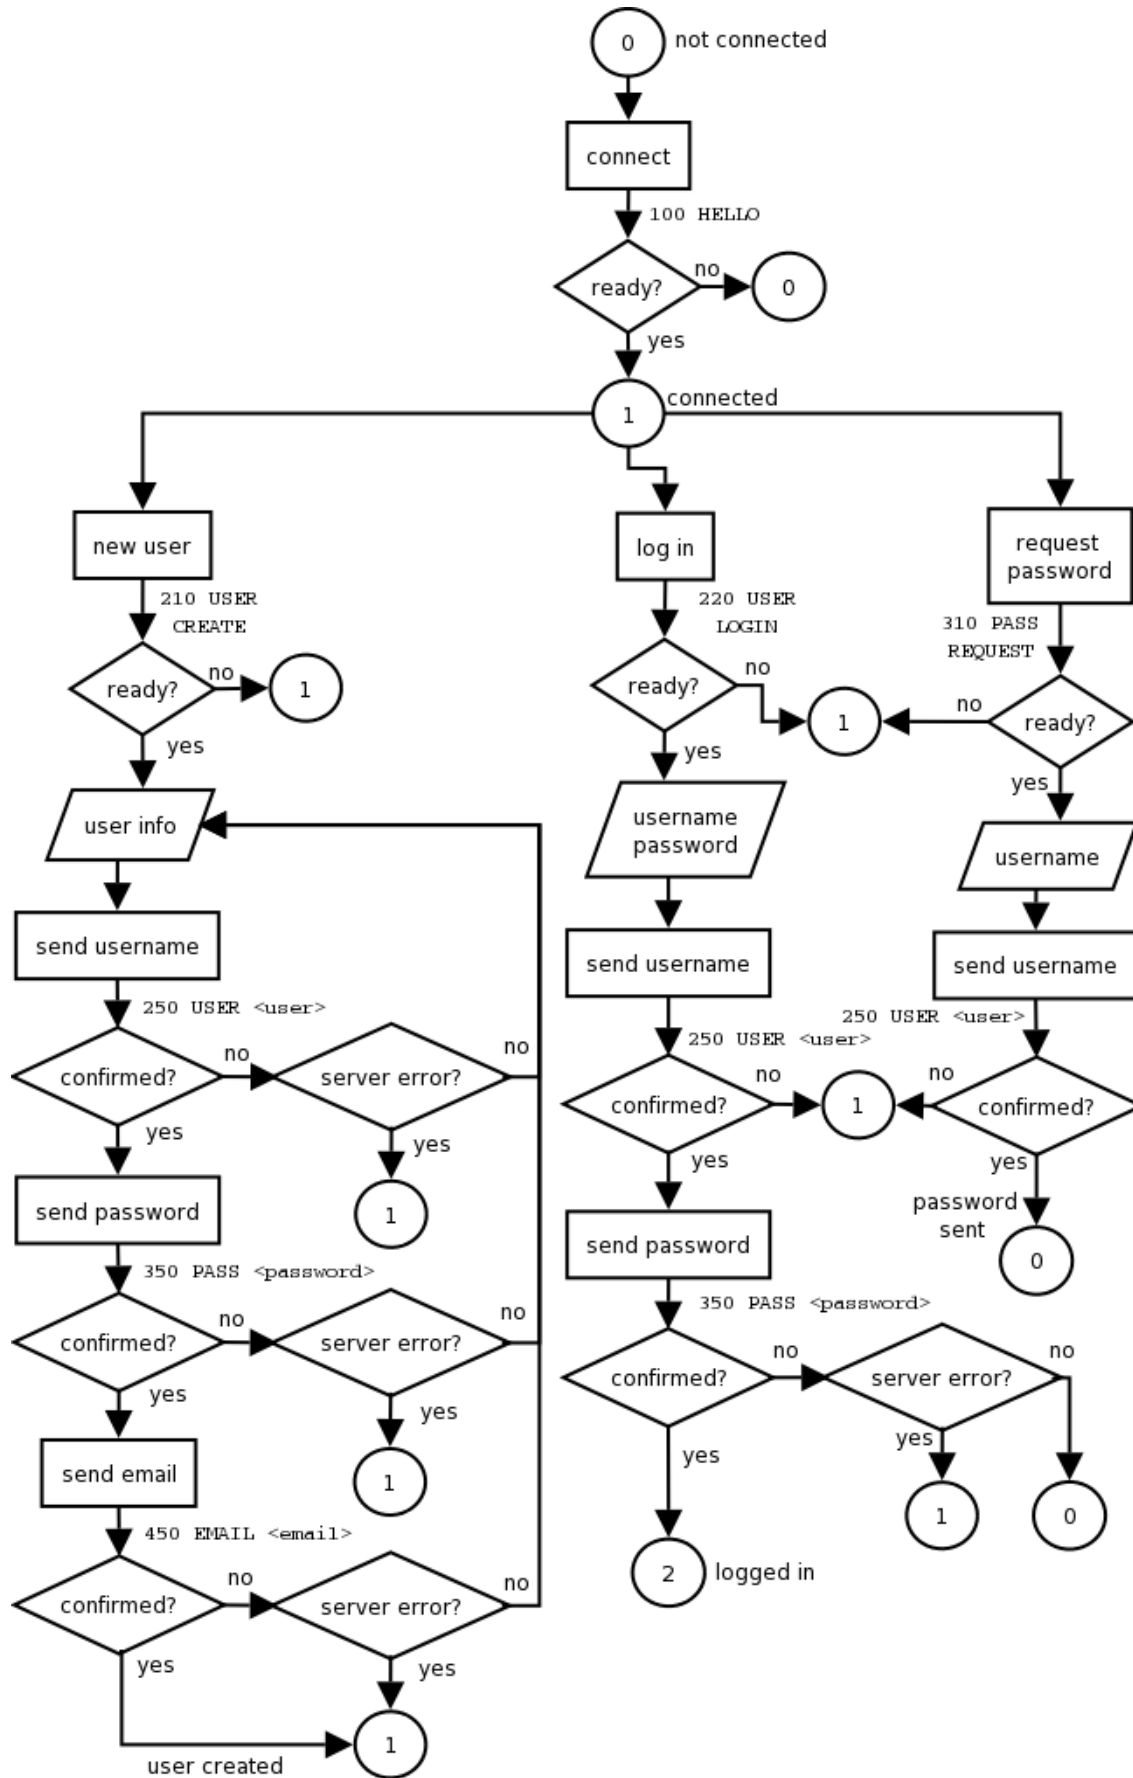 0 not connected
connect
100 HELLO
ready?
no
0
yes
1
connected
new user
210 USER
CREATE
ready?
no
1
yes
user info
send username
250 USER <user>
confirmed?
no
server error?
no
yes
yes
1
send password
350 PASS <password>
confirmed?
no
server error?
no
yes
yes
1
send email
450 EMAIL <email>
confirmed?
no
server error?
no
yes
yes
1
user created
log in
220 USER
LOGIN
ready?
no
1
yes
username
password
send username
250 USER <user>
confirmed?
no
1
yes
send password
350 PASS <password>
confirmed?
no
server error?
no
yes
yes
1
0
2 logged in
request
password
310 PASS
REQUEST
ready?
no
yes
username
send username
250 USER <user>
confirmed?
no
yes
password
sent
0